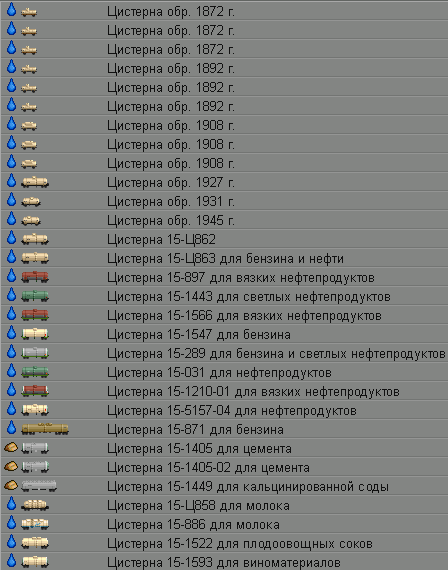 Цистерна обр. 1872 г.
Цистерна обр. 1872 г.
Цистерна обр. 1872 г.
Цистерна обр. 1892 г.
Цистерна обр. 1892 г.
Цистерна обр. 1892 г.
Цистерна обр. 1908 г.
Цистерна обр. 1908 г.
Цистерна обр. 1908 г.
Цистерна обр. 1927 г.
Цистерна обр. 1931 г.
Цистерна обр. 1945 г.
Цистерна 15-Ц862
Цистерна 15-Ц863 для бензина и нефти
Цистерна 15-897 для вязких нефтепродуктов
Цистерна 15-1443 для светлых нефтепродуктов
Цистерна 15-1566 для вязких нефтепродуктов
Цистерна 15-1547 для бензина
Цистерна 15-289 для бензина и светлых нефтепродуктов
Цистерна 15-031 для нефтепродуктов
Цистерна 15-1210-01 для вязких нефтепродуктов
Цистерна 15-5157-04 для нефтепродуктов
Цистерна 15-871 для бензина
Цистерна 15-1405 для цемента
Цистерна 15-1405-02 для цемента
Цистерна 15-1449 для кальцинированной соды
Цистерна 15-Ц858 для молока
Цистерна 15-886 для молока
Цистерна 15-1522 для плодоовощных соков
Цистерна 15-1593 для виноматериалов